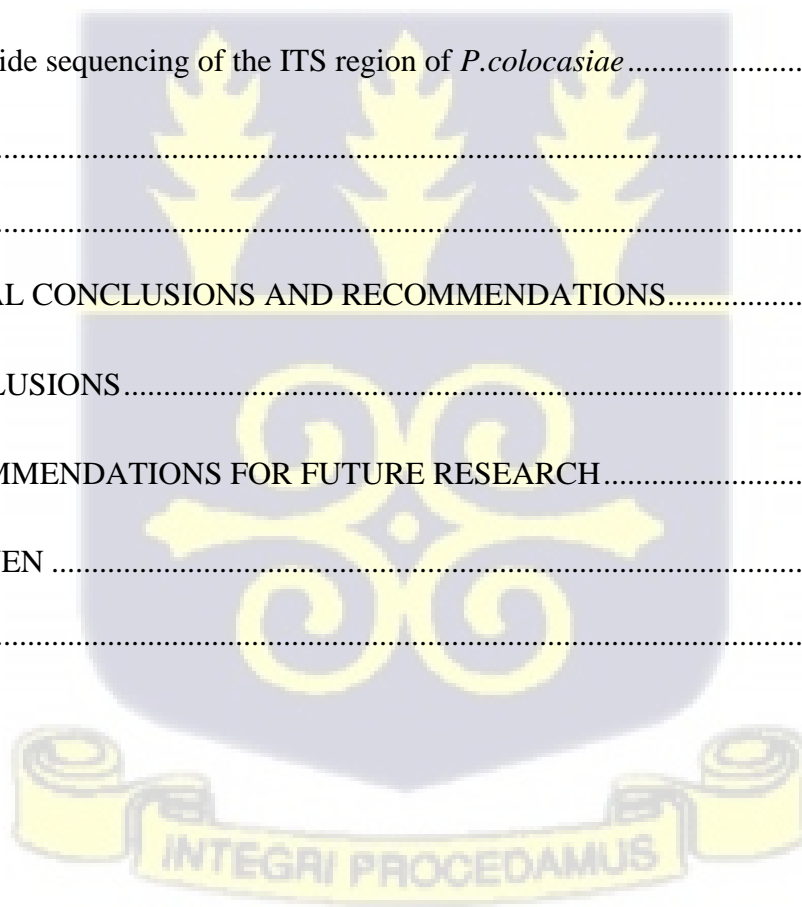 ide sequencing of the ITS region of P.colocasiae.....................
................................................................................................
................................................................................................
AL CONCLUSIONS AND RECOMMENDATIONS................
LUSIONS....................................................................................
MMENDATIONS FOR FUTURE RESEARCH.........................
EN ..............................................................................................
................................................................................................
INTEGRI PROCEDAMUS